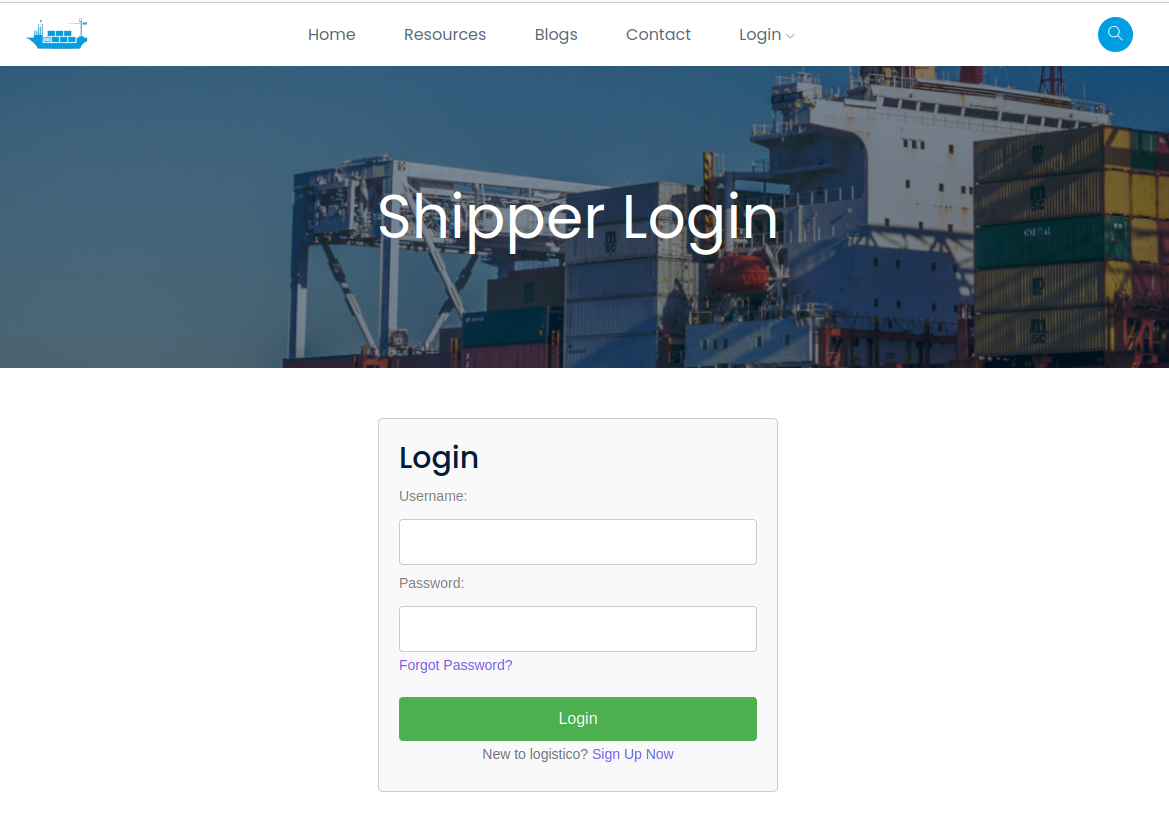 Home Resources Blogs Contact Login
Shipper Login
Login
Username:
Password:
Forgot Password?
Login
New to logistico? Sign Up Now